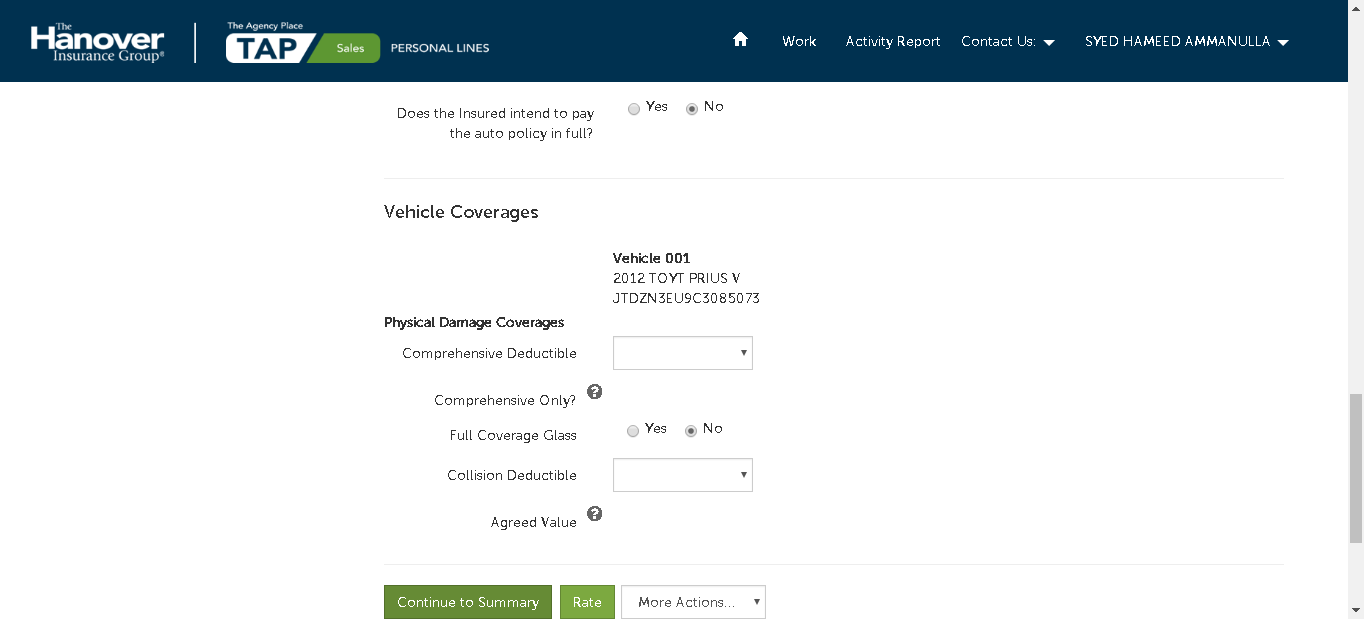 The
Hanover
Insurance Group®
The Agency Place
TAP Sales PERSONAL LINES
Work Activity Report Contact Us: SYED HAMEED AMMANULLA
Does the Insured intend to pay
the auto policy in full?
Yes No
Vehicle Coverages
Vehicle 001
2012 TOYT PRIUS V
JTDZN3EU9C3085073
Physical Damage Coverages
Comprehensive Deductible
Comprehensive Only? ?
Full Coverage Glass Yes No
Collision Deductible
Agreed Value ?
Continue to Summary Rate More Actions...